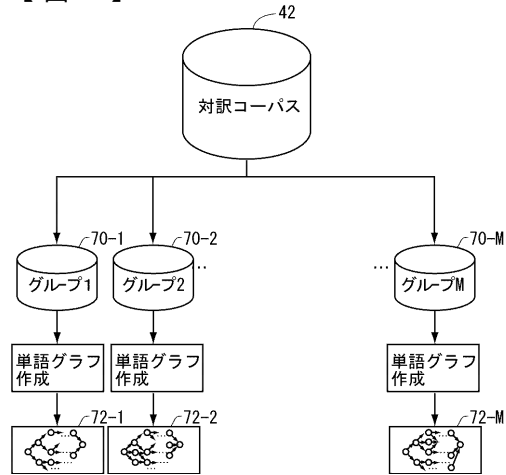 42
対訳コーパス
70-1
70-2
70-M
グループ1
グループ2
‥
…
グループM
単語グラフ
作成
単語グラフ
作成
単語グラフ
作成
72-1
72-2
72-M